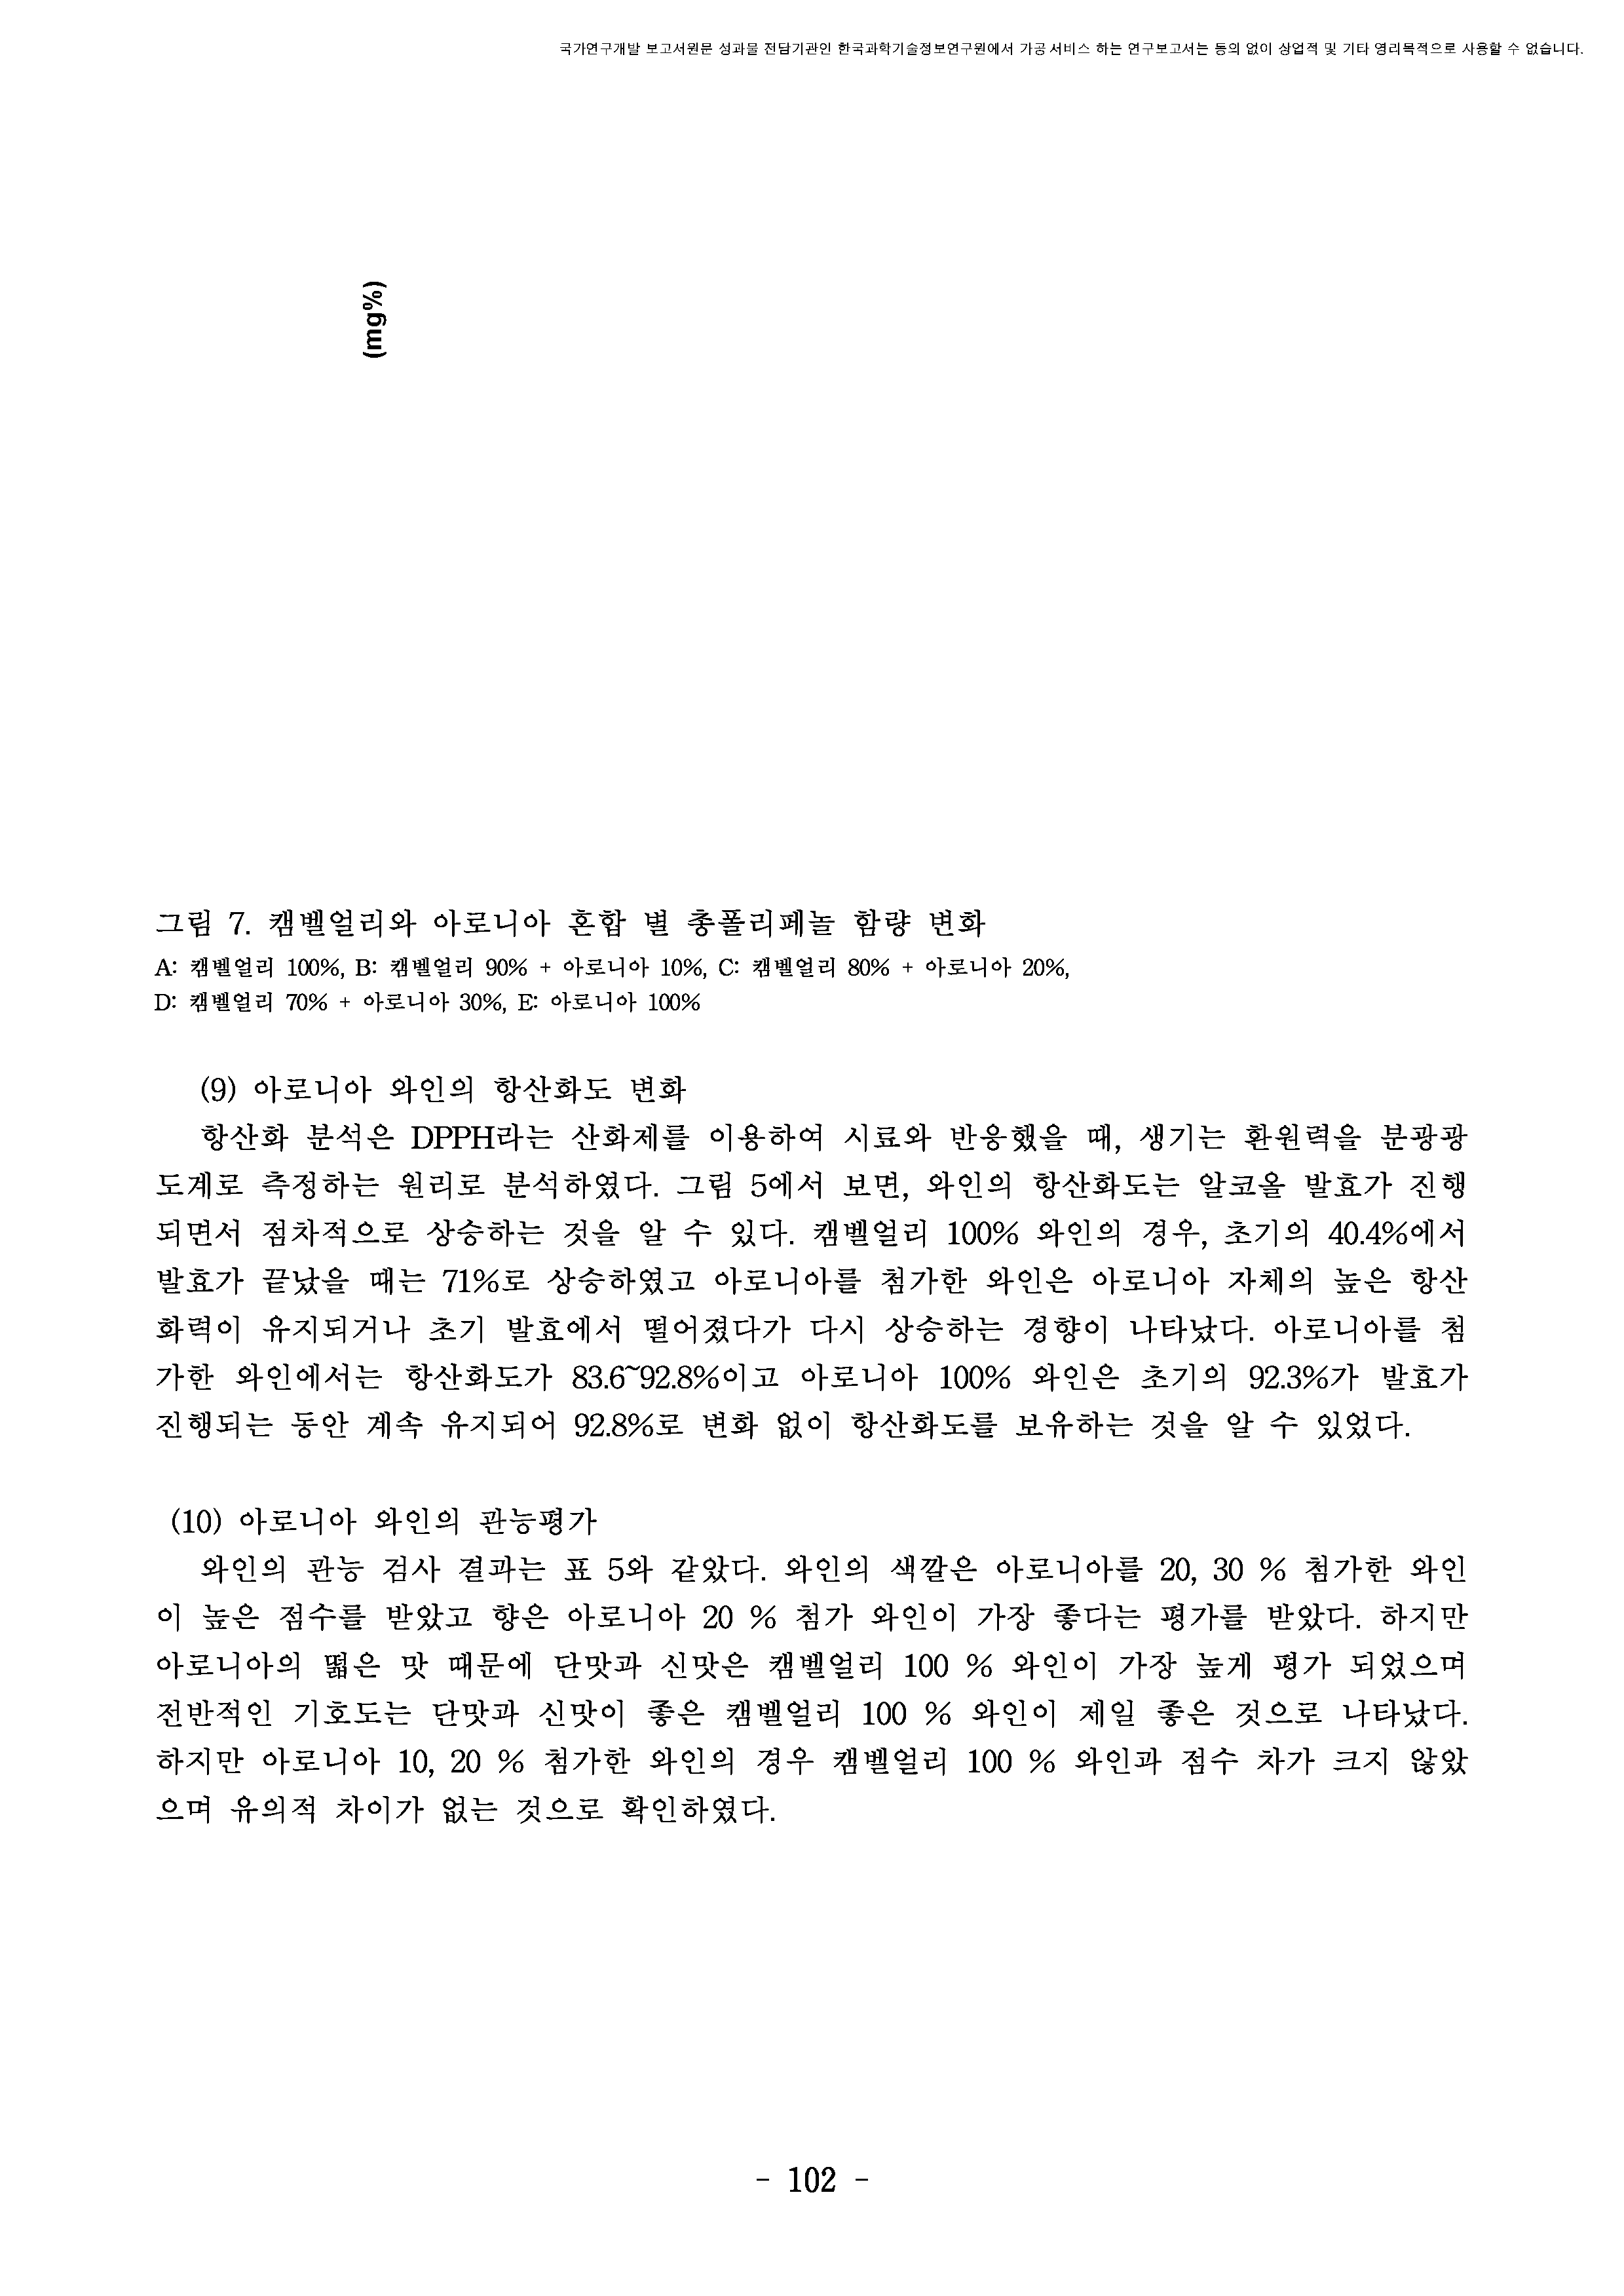 국가연구개발 보고서원문 성과물 전담기관인 한국과학기술정보연구원에서 가공·서비스 하는 연구보고서는 동의 없이 상업적 및 기타 영리목적으로 사용할 수 없습니다.
(mg%)
그림 7. 캠벨얼리와 아로니아 혼합 별 총폴리페놀 함량 변화
A: 캠벨얼리 100%, B: 캠벨얼리 90% + 아로니아 10%, C: 캠벨얼리 80% + 아로니아 20%,
D: 캠벨얼리 70% + 아로니아 30%, E: 아로니아 100%
(9) 아로니아 와인의 항산화도 변화
항산화 분석은 DPPH라는 산화제를 이용하여 시료와 반응했을 때, 생기는 환원력을 분광광
도계로 측정하는 원리로 분석하였다. 그림 5에서 보면, 와인의 항산화도는 알코올 발효가 진행
되면서 점차적으로 상승하는 것을 알 수 있다. 캠벨얼리 100% 와인의 경우, 초기의 40.4%에서
발효가 끝났을 때는 71%로 상승하였고 아로니아를 첨가한 와인은 아로니아 자체의 높은 항산
화력이 유지되거나 초기 발효에서 떨어졌다가 다시 상승하는 경향이 나타났다. 아로니아를 첨
가한 와인에서는 항산화도가 83.6~92.8%이고 아로니아 100% 와인은 초기의 92.3%가 발효가
진행되는 동안 계속 유지되어 92.8%로 변화 없이 항산화도를 보유하는 것을 알 수 있었다.
(10) 아로니아 와인의 관능평가
와인의 관능 검사 결과는 표 5와 같았다. 와인의 색깔은 아로니아를 20, 30 % 첨가한 와인
이 높은 점수를 받았고 향은 아로니아 20 % 첨가 와인이 가장 좋다는 평가를 받았다. 하지만
아로니아의 떫은 맛 때문에 단맛과 신맛은 캠벨얼리 100 % 와인이 가장 높게 평가 되었으며
전반적인 기호도는 단맛과 신맛이 좋은 캠벨얼리 100 % 와인이 제일 좋은 것으로 나타났다.
하지만 아로니아 10, 20 % 첨가한 와인의 경우 캠벨얼리 100 % 와인과 점수 차가 크지 않았
으며 유의적 차이가 없는 것으로 확인하였다.
- 102 -